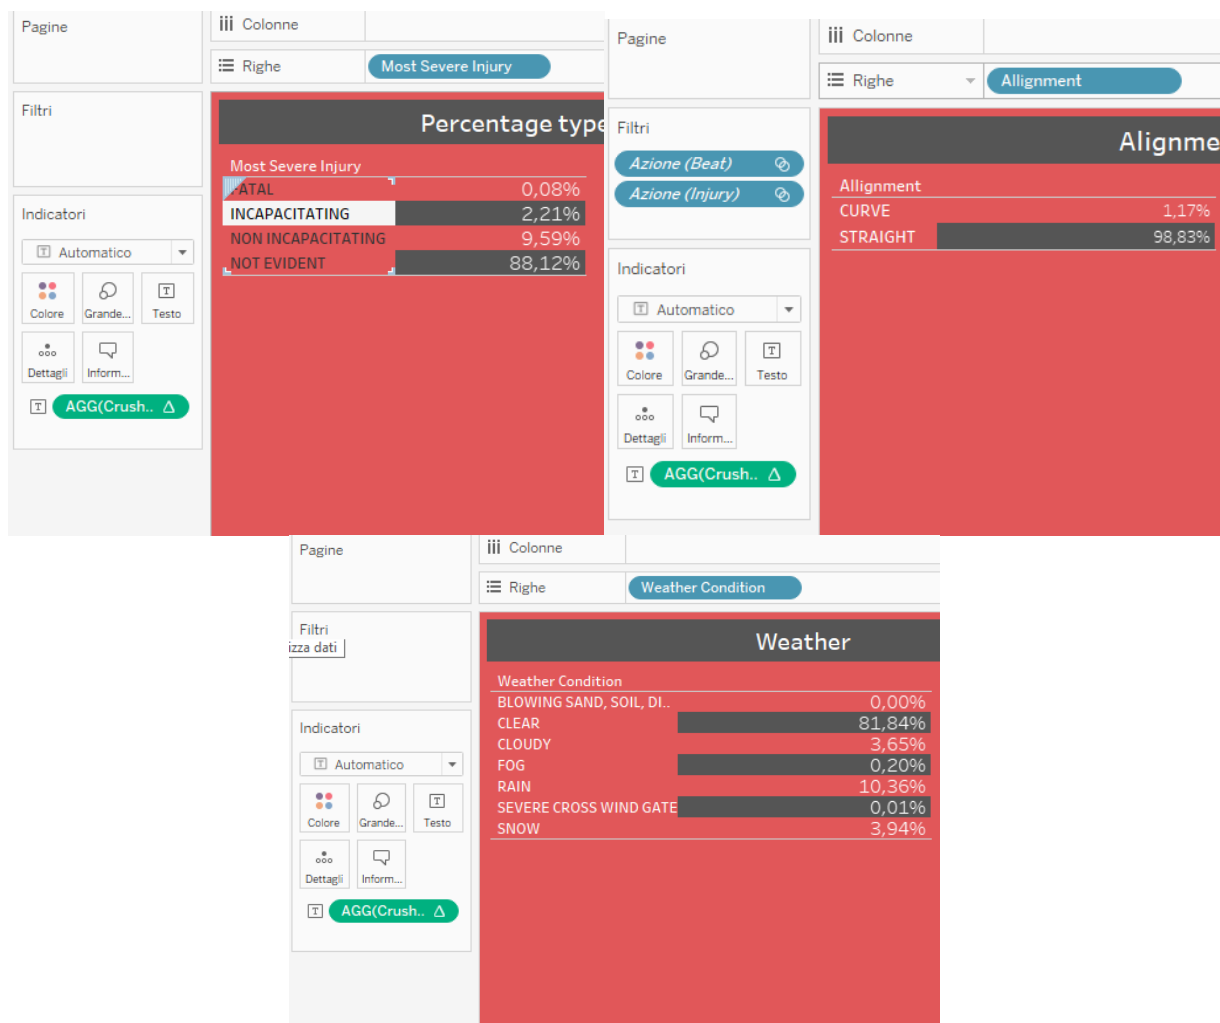 Pagine
Colonne
Righe
Most Severe Injury
Filtri
Percentage type
Most Severe Injury
FATAL 0,08%
INCAPACITATING 2,21%
NON INCAPACITATING 9,59%
NOT EVIDENT 88,12%
Indicatori
Automatico
Colore
Grande...
Testo
Dettagli
Inform...
AGG(Crush..
Pagine
Colonne
Righe
Allignment
Filtri
Azione (Beat)
Azione (Injury)
Alignme
Allignment
CURVE 1,17%
STRAIGHT 98,83%
Indicatori
Automatico
Colore
Grande...
Testo
Dettagli
Inform...
AGG(Crush..
Pagine
Colonne
Righe
Weather Condition
Filtri
izza dati
Weather
Weather Condition
BLOWING SAND, SOIL, DI.. 0,00%
CLEAR 81,84%
CLOUDY 3,65%
FOG 0,20%
RAIN 10,36%
SEVERE CROSS WIND GATE 0,01%
SNOW 3,94%
Indicatori
Automatico
Colore
Grande...
Testo
Dettagli
Inform...
AGG(Crush..